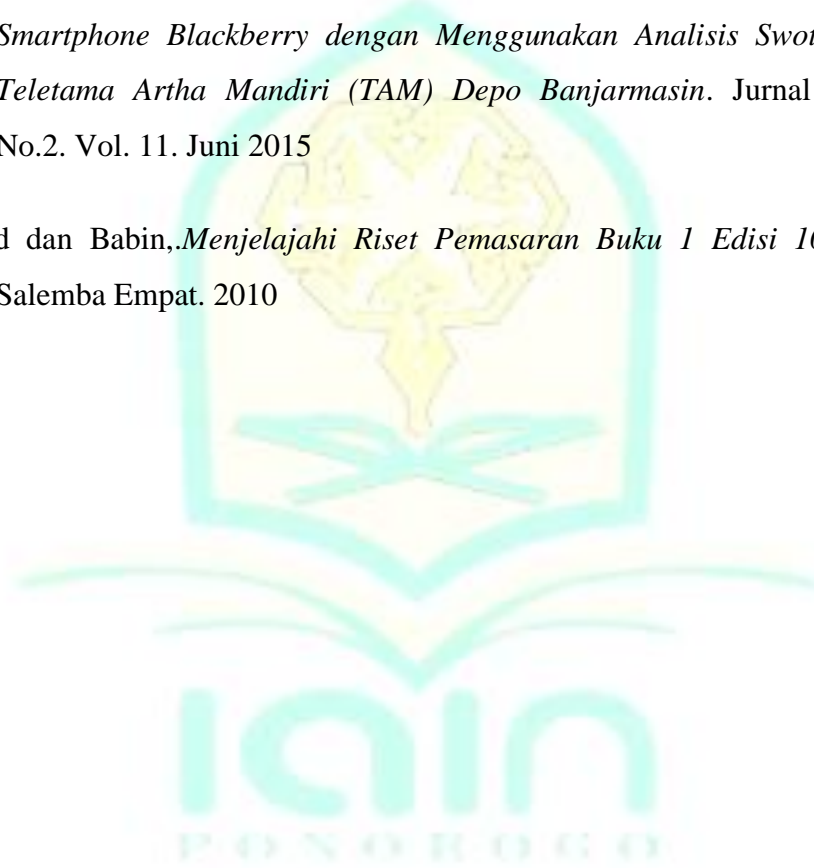 Smartphone Blackberry dengan Menggunakan Analisis Swot
Teletama Artha Mandiri (TAM) Depo Banjarmasin. Jurnal
No.2. Vol. 11. Juni 2015
d dan Babin,.Menjelajahi Riset Pemasaran Buku 1 Edisi 10
Salemba Empat. 2010
iain
PONOROGO